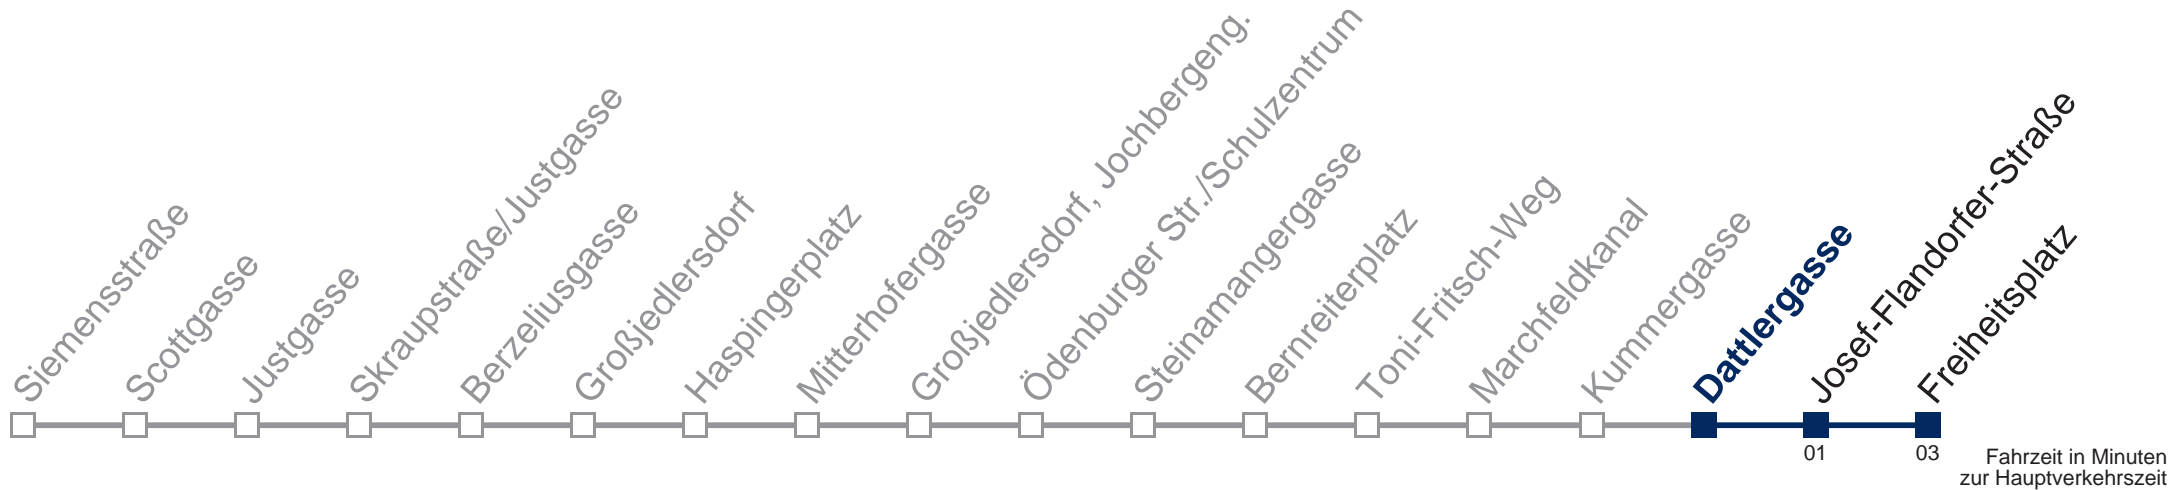 Siemensstraße
Scottgasse
Justgasse
Skraupstraße/Justgasse
Berzeliusgasse
Großjedlersdorf
Haspingerplatz
Mitterhofergasse
Großjedlersdorf, Jochbergeng.
Ödenburger Str./Schulzentrum
Steinamangergasse
Bernreiterplatz
Toni-Fritsch-Weg
Marchfeldkanal
Kummergasse
Dattlergasse
Josef-Flandorfer-Straße
Freiheitsplatz
01
03
Fahrzeit in Minuten
zur Hauptverkehrszeit